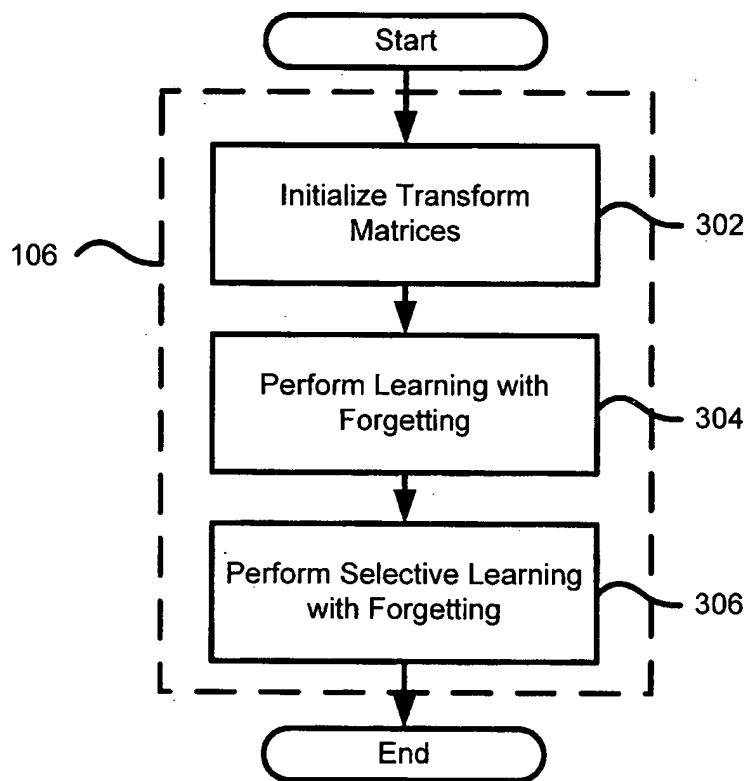 Start
Initialize Transform
Matrices
302
106
Perform Learning with
Forgetting
304
Perform Selective Learning
with Forgetting
306
End